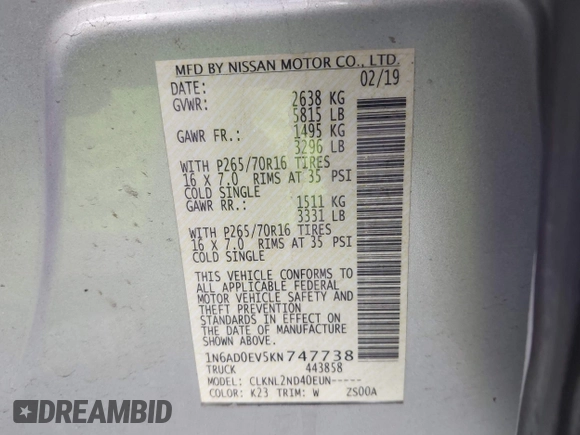 MFD BY NISSAN MOTOR CO., LTD.
DATE: 02/19
GVWR: 2638 KG
5815 LB
GAWR FR.: 1495 KG
3296 LB
WITH P265/70R16 TIRES
16 X 7.0 RIMS AT 35 PSI
COLD SINGLE
GAWR RR.: 1511 KG
3331 LB
WITH P265/70R16 TIRES
16 X 7.0 RIMS AT 35 PSI
COLD SINGLE
THIS VEHICLE CONFORMS TO
ALL APPLICABLE FEDERAL
MOTOR VEHICLE SAFETY AND
THEFT PREVENTION
STANDARDS IN EFFECT ON
THE DATE OF MANUFACTURE
SHOWN ABOVE.
1N6AD0EV5KN747738
TRUCK 443858
MODEL: CLKNL2ND40EUN-----
COLOR: K23 TRIM: W ZS00A
REBIDMOTORS
AUTOBIDMASTER